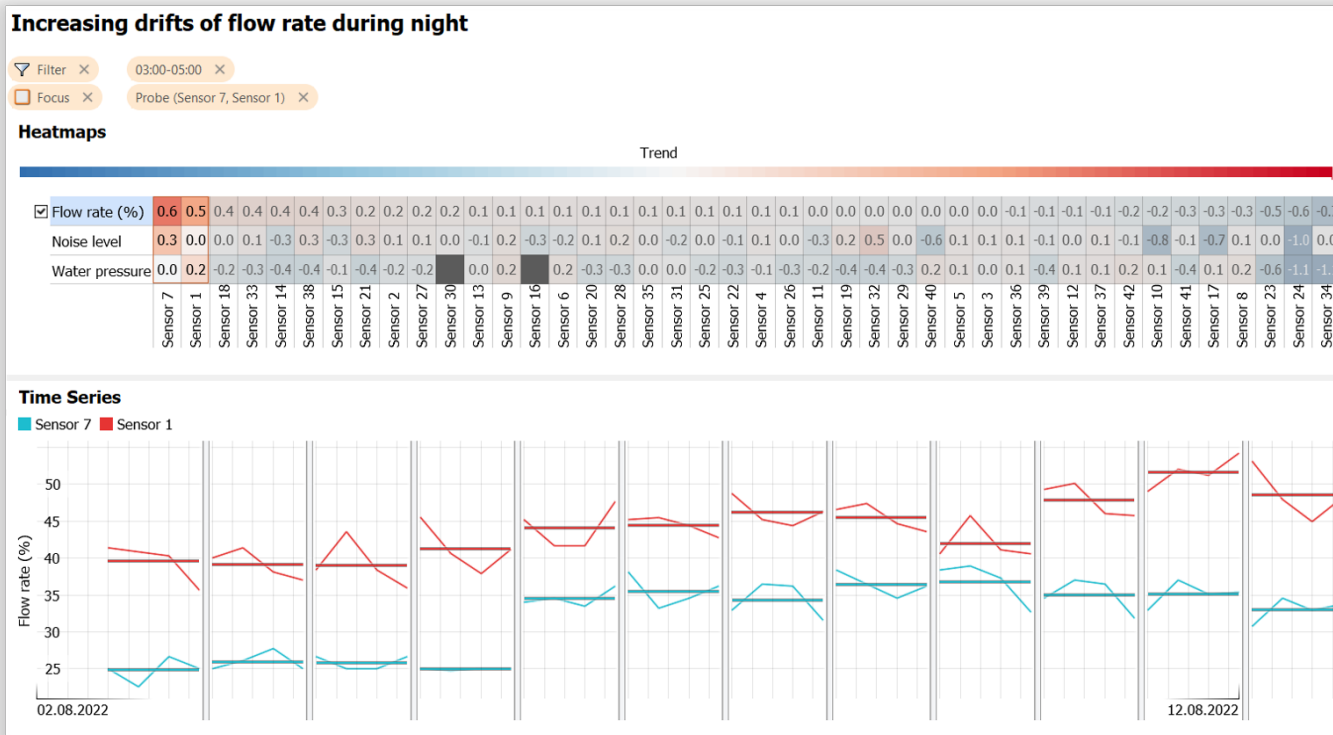 Increasing drifts of flow rate during night
Filter × 03:00-05:00 ×
Focus × Probe (Sensor 7, Sensor 1) ×
Heatmaps
Trend
Flow rate (%) 0.6 0.5 0.4 0.4 0.4 0.4 0.3 0.2 0.2 0.2 0.2 0.1 0.1 0.1 0.1 0.1 0.1 0.1 0.1 0.1 0.1 0.1 0.1 0.0 0.0 0.0 0.0 0.0 0.0 0.0 -0.1 -0.1 -0.1 -0.1 -0.2 -0.2 -0.3 -0.3 -0.3 -0.5 -0.6
Noise level 0.3 0.0 0.0 0.1 -0.3 0.3 -0.3 0.3 0.1 0.1 0.0 -0.1 0.2 -0.3 -0.2 0.1 0.2 0.0 -0.2 0.0 -0.1 0.1 0.0 -0.3 0.2 0.5 0.0 -0.6 0.1 0.1 0.1 -0.1 0.0 0.0 -0.1 -0.8 -0.1 -0.7 0.1 0.0 -1.0 0.0
Water pressure 0.0 0.2 -0.2 -0.3 -0.4 -0.4 -0.1 -0.4 -0.2 -0.2 0.0 0.2 0.2 -0.3 -0.3 0.0 0.0 -0.2 -0.3 -0.1 -0.3 -0.2 -0.4 -0.4 -0.3 0.2 0.1 0.0 0.1 -0.4 0.1 0.1 0.2 0.1 -0.4 0.1 0.2 -0.6 -1.1
Sensor 7 Sensor 1 Sensor 18 Sensor 33 Sensor 14 Sensor 38 Sensor 15 Sensor 21 Sensor 2 Sensor 27 Sensor 30 Sensor 13 Sensor 9 Sensor 16 Sensor 6 Sensor 20 Sensor 28 Sensor 35 Sensor 31 Sensor 25 Sensor 22 Sensor 4 Sensor 26 Sensor 11 Sensor 19 Sensor 32 Sensor 29 Sensor 40 Sensor 5 Sensor 3 Sensor 36 Sensor 39 Sensor 12 Sensor 37 Sensor 42 Sensor 10 Sensor 41 Sensor 17 Sensor 8 Sensor 23 Sensor 24 Sensor 34
Time Series
Sensor 7 Sensor 1
Flow rate (%)
50
45
40
35
30
25
02.08.2022 12.08.2022